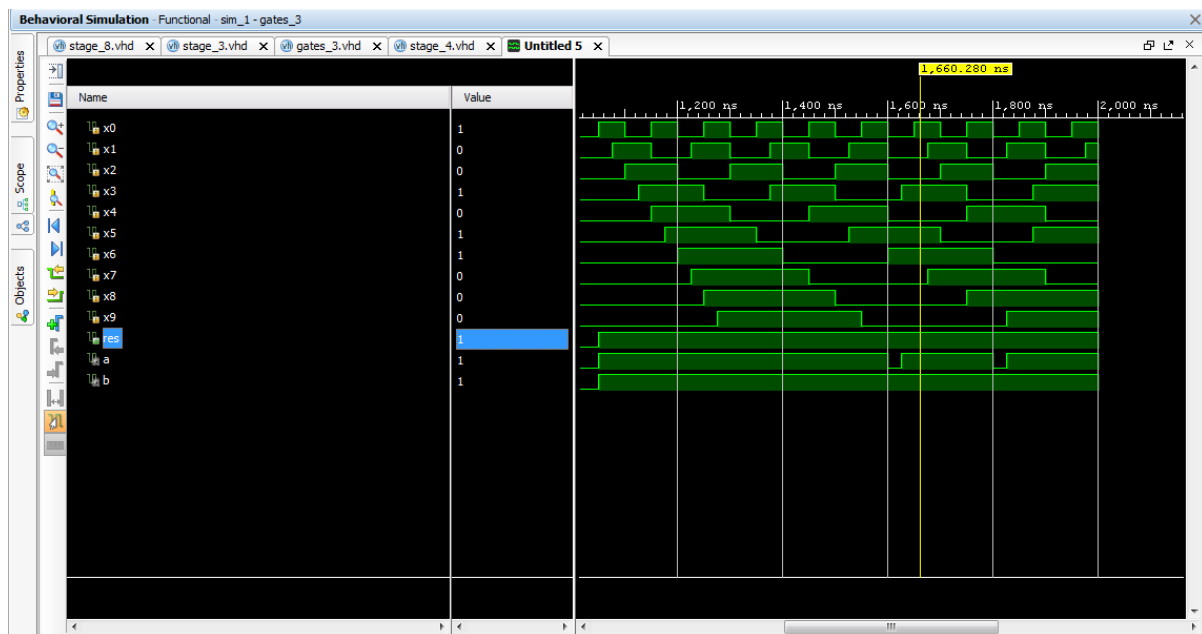 Behavioral Simulation - Functional - sim_1 - gates_3
stage_8.vhd stage_3.vhd gates_3.vhd stage_4.vhd Untitled 5
Properties
Scope
Objects
1,660.280 ns
Name Value
1,200 ns 1,400 ns 1,600 ns 1,800 ns 2,000 ns
x0 1
x1 0
x2 0
x3 1
x4 0
x5 1
x6 1
x7 0
x8 0
x9 0
res 1
a 1
b 1